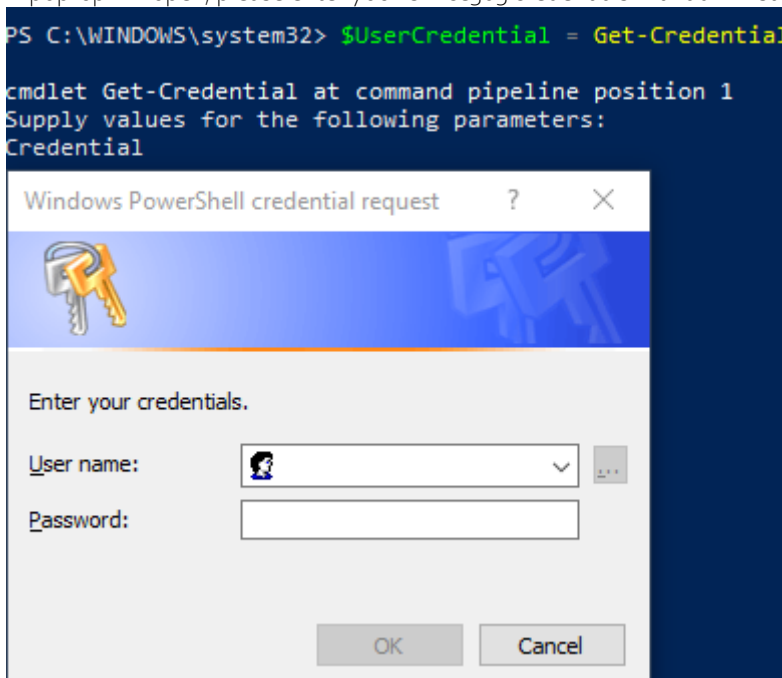 PS C:\WINDOWS\system32> $UserCredential = Get-Credential
cmdlet Get-Credential at command pipeline position 1
Supply values for the following parameters:
Credential
Windows PowerShell credential request ?
Enter your credentials.
User name:
...
Password:
OK Cancel